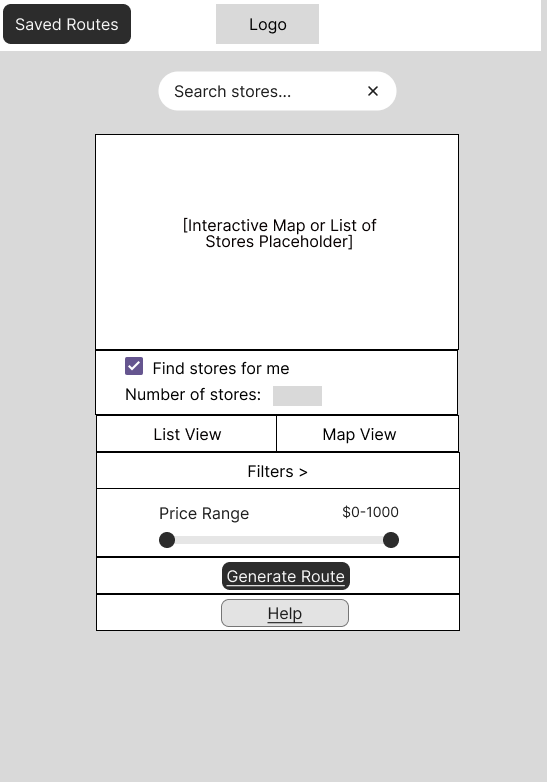 Saved Routes
Logo
Search stores...
[Interactive Map or List of
Stores Placeholder]
Find stores for me
Number of stores:
List View
Map View
Filters >
Price Range
$0-1000
Generate Route
Help